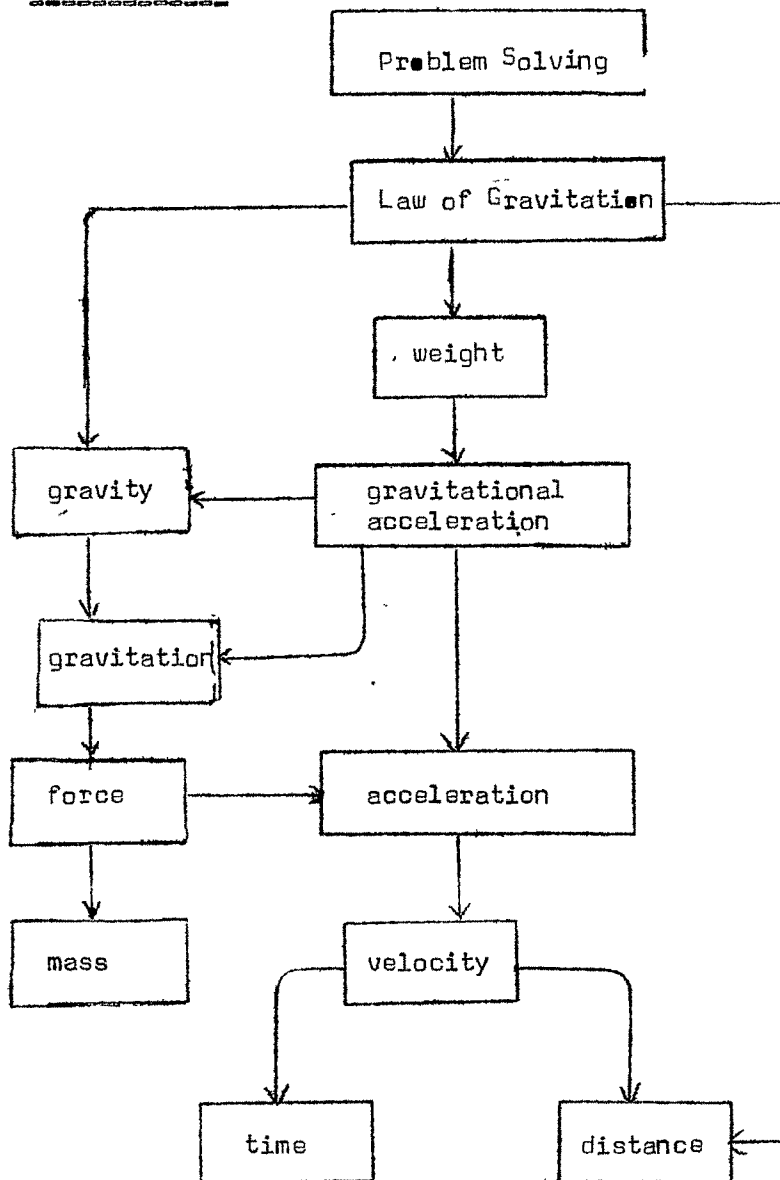 Problem Solving
Law of Gravitation
weight
gravity
gravitational
acceleration
gravitation
force
acceleration
mass
velocity
time
distance